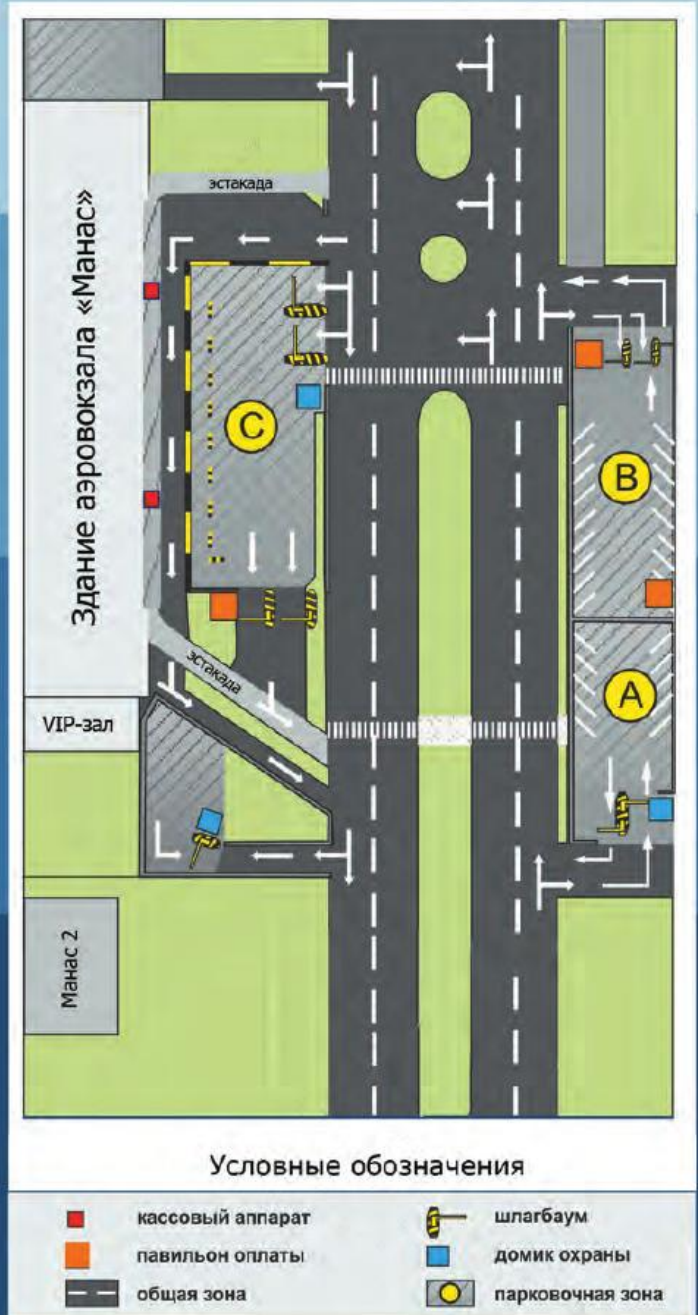 эстакада
Здание аэровокзала «Манас»
C
B
эстакада
A
VIP-зал
Манас 2
Условные обозначения
кассовый аппарат
шлагбаум
павильон оплаты
домик охраны
общая зона
парковочная зона